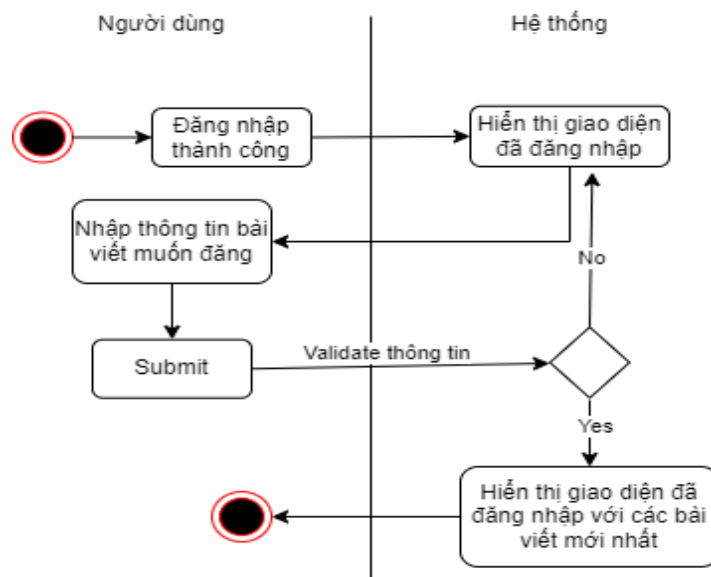 Người dùng
Hệ thống
Đăng nhập
thành công
Hiển thị giao diện
đã đăng nhập
Nhập thông tin bài
viết muốn đăng
No
Submit
Validate thông tin
Yes
Hiển thị giao diện đã
đăng nhập với các bài
viết mới nhất